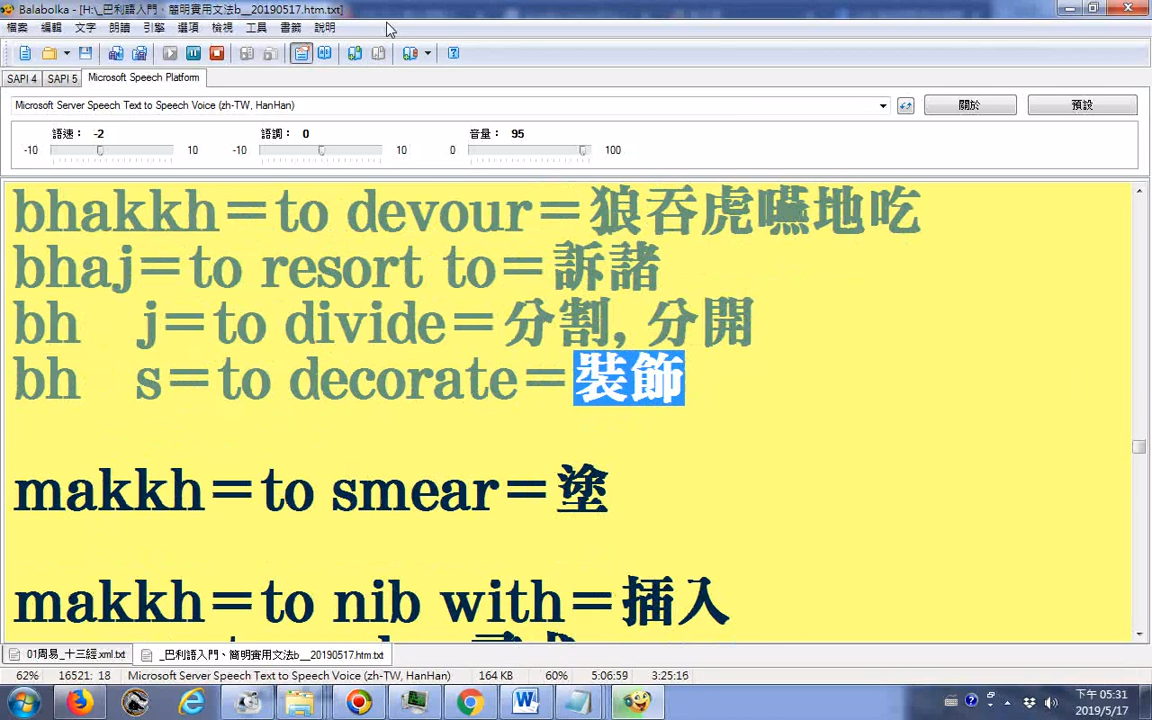 Balabolka - [H:\_巴利語入門、簡明實用文法b__20190517.htm.txt]
檔案 編輯 文字 朗讀 引擎 選項 檢視 工具 書籤 說明
SAPI 4 SAPI 5 Microsoft Speech Platform
Microsoft Server Speech Text to Speech Voice (zh-TW, HanHan) 關於 預設
語速： -2 語調： 0 音量： 95
-10 10 -10 10 0 100
bhakkh=to devour=狼吞虎嚥地吃
bhaj=to resort to=訴諸
bh j=to divide=分割, 分開
bh s=to decorate=裝飾
makkh=to smear=塗
makkh=to nib with=插入
01周易_十三經.xml.txt _巴利語入門、簡明實用文法b__20190517.htm.txt
62% 16521: 18 Microsoft Server Speech Text to Speech Voice (zh-TW, HanHan) 164 KB 60% 5:06:59 3:25:16
下午 05:31
2019/5/17